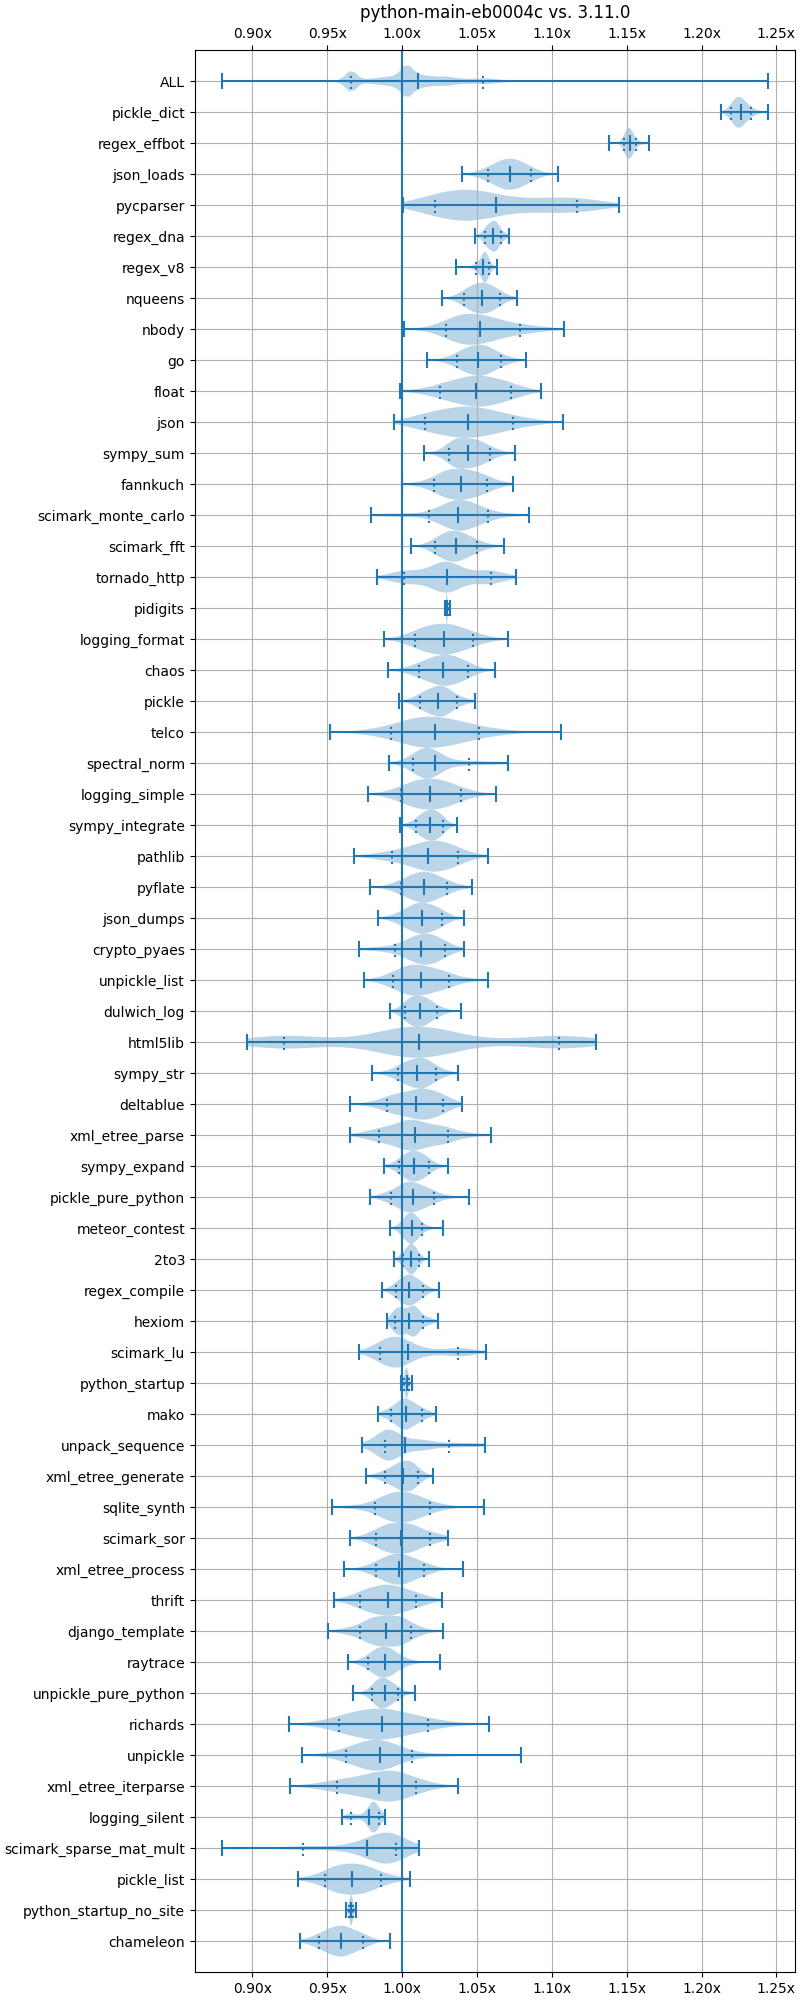 python-main-eb0004c vs. 3.11.0
0.90x 0.95x 1.00x 1.05x 1.10x 1.15x 1.20x 1.25x
ALL
pickle_dict
regex_effbot
json_loads
pycparser
regex_dna
regex_v8
nqueens
nbody
go
float
json
sympy_sum
fannkuch
scimark_monte_carlo
scimark_fft
tornado_http
pidigits
logging_format
chaos
pickle
telco
spectral_norm
logging_simple
sympy_integrate
pathlib
pyflate
json_dumps
crypto_pyaes
unpickle_list
dulwich_log
html5lib
sympy_str
deltablue
xml_etree_parse
sympy_expand
pickle_pure_python
meteor_contest
2to3
regex_compile
hexiom
scimark_lu
python_startup
mako
unpack_sequence
xml_etree_generate
sqlite_synth
scimark_sor
xml_etree_process
thrift
django_template
raytrace
unpickle_pure_python
richards
unpickle
xml_etree_iterparse
logging_silent
scimark_sparse_mat_mult
pickle_list
python_startup_no_site
chameleon
0.90x 0.95x 1.00x 1.05x 1.10x 1.15x 1.20x 1.25x